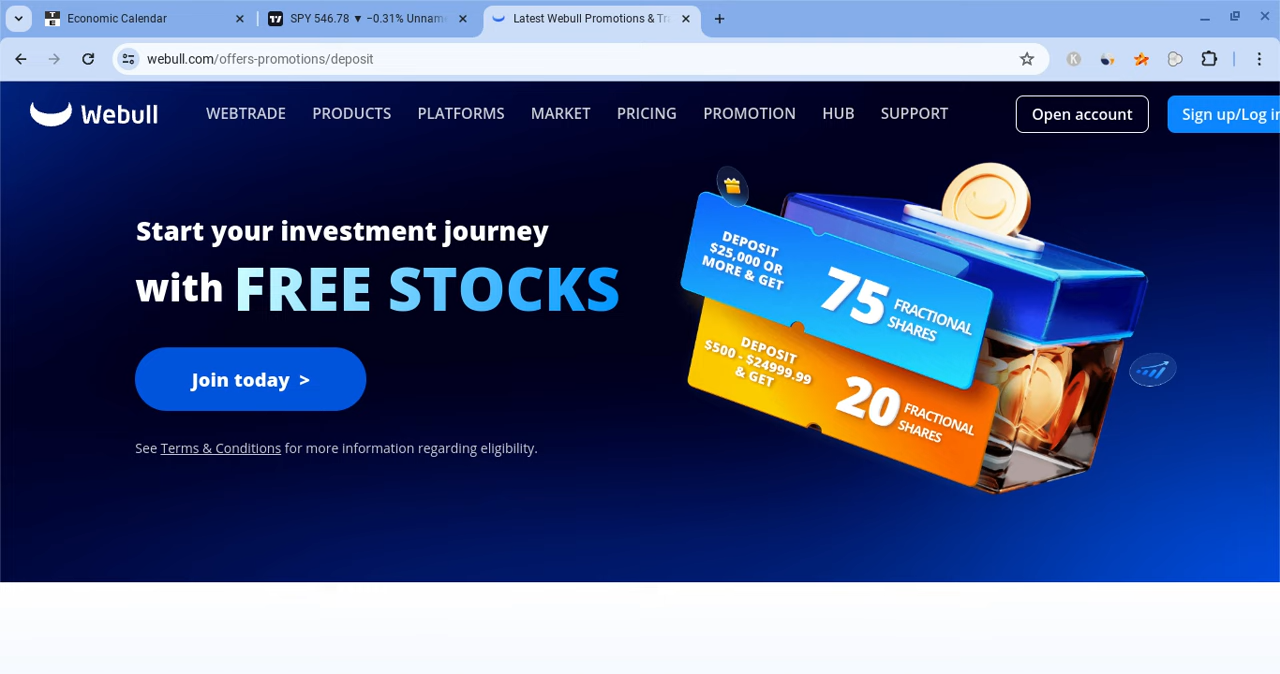 Economic Calendar
SPY 546.78 ▼ −0.31% Unnam
Latest Webull Promotions & Tr
webull.com/offers-promotions/deposit
Webull
WEBTRADE
PRODUCTS
PLATFORMS
MARKET
PRICING
PROMOTION
HUB
SUPPORT
Open account
Sign up/Log in
Start your investment journey
with FREE STOCKS
Join today >
See Terms & Conditions for more information regarding eligibility.
DEPOSIT
$25,000 OR
MORE & GET
75 FRACTIONAL
SHARES
DEPOSIT
$500 - $24999.99
& GET
20 FRACTIONAL
SHARES